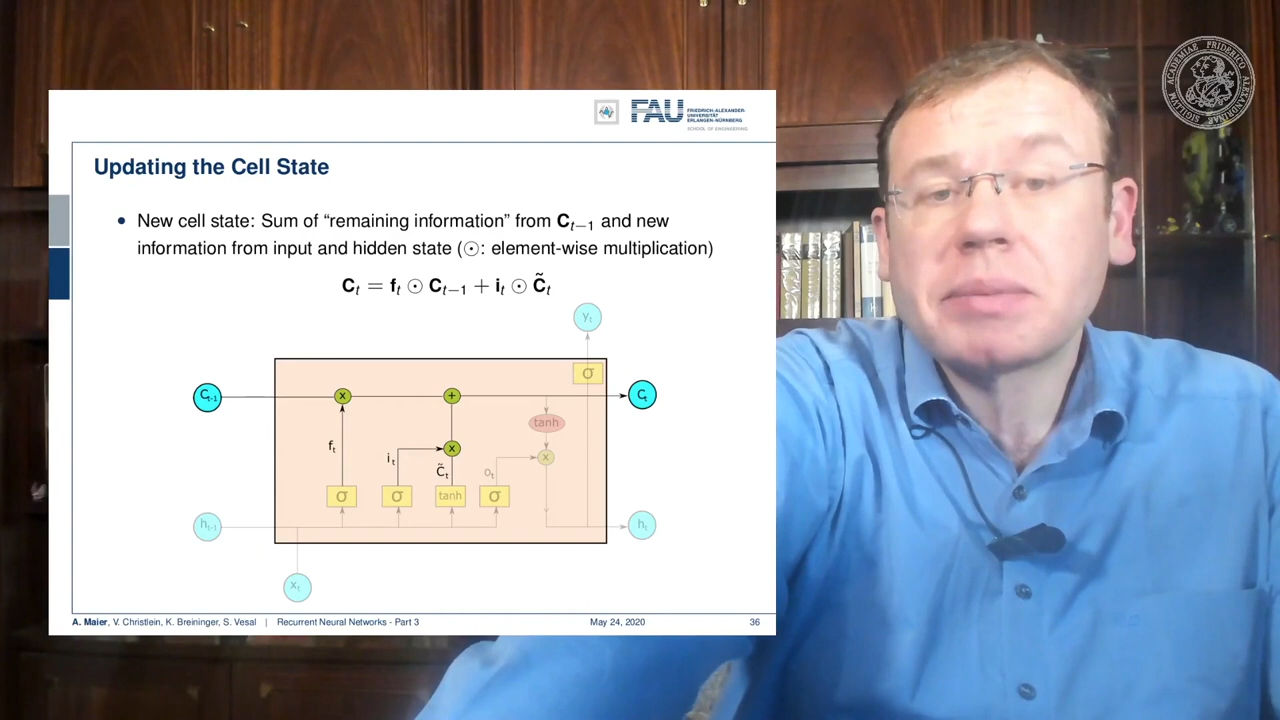 FAU
FRIEDRICH-ALEXANDER-
UNIVERSITÄT
ERLANGEN-NÜRNBERG
SCHOOL OF ENGINEERING
Updating the Cell State
• New cell state: Sum of “remaining information” from C_{t−1} and new
information from input and hidden state (⊙: element-wise multiplication)
C_t = f_t ⊙ C_{t−1} + i_t ⊙ C̃_t
y_t
σ
C_{t-1} x + C_t
tanh
f_t i_t x
C̃_t o_t x
σ σ tanh σ
h_{t-1} h_t
x_t
A. Maier, V. Christlein, K. Breininger, S. Vesal | Recurrent Neural Networks - Part 3 May 24, 2020 36